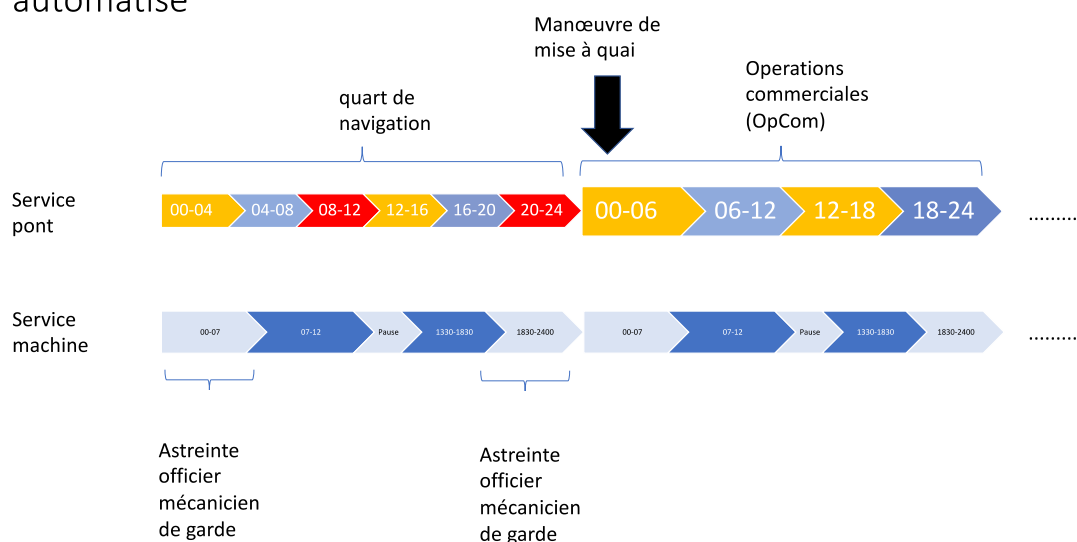 automatisé
Manœuvre de
mise à quai
Operations
commerciales
(OpCom)
quart de
navigation
Service
pont
00-04
04-08
08-12
12-16
16-20
20-24
00-06
06-12
12-18
18-24
.........
Service
machine
00-07
07-12
Pause
1330-1830
1830-2400
00-07
07-12
Pause
1330-1830
1830-2400
.........
Astreinte
officier
mécanicien
de garde
Astreinte
officier
mécanicien
de garde